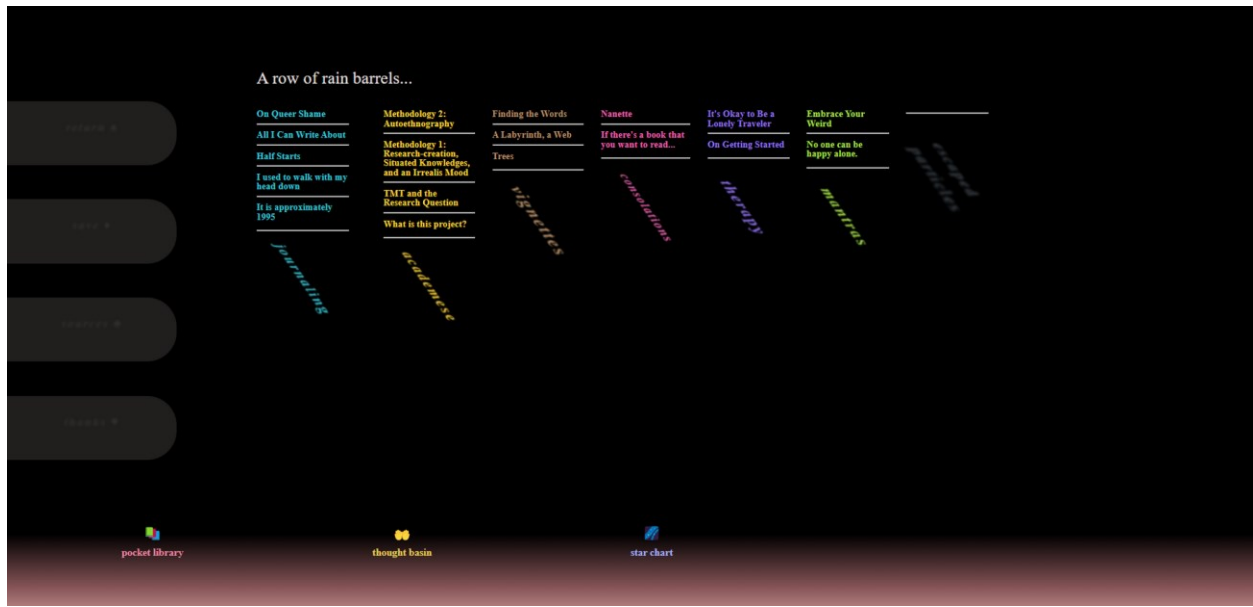 A row of rain barrels...
On Queer Shame
All I Can Write About
Half Starts
I used to walk with my
head down
It is approximately
1995
journaling
Methodology 2:
Autoethnography
Methodology 1:
Research-creation,
Situated Knowledges,
and an Irrealis Mood
TMT and the
Research Question
What is this project?
academese
Finding the Words
A Labyrinth, a Web
Trees
vignettes
Nanette
If there's a book that
you want to read...
consolations
It's Okay to Be a
Lonely Traveler
On Getting Started
therapy
Embrace Your
Weird
No one can be
happy alone.
mantras
escaped
particles
return
sources
pocket library
thought basin
star chart